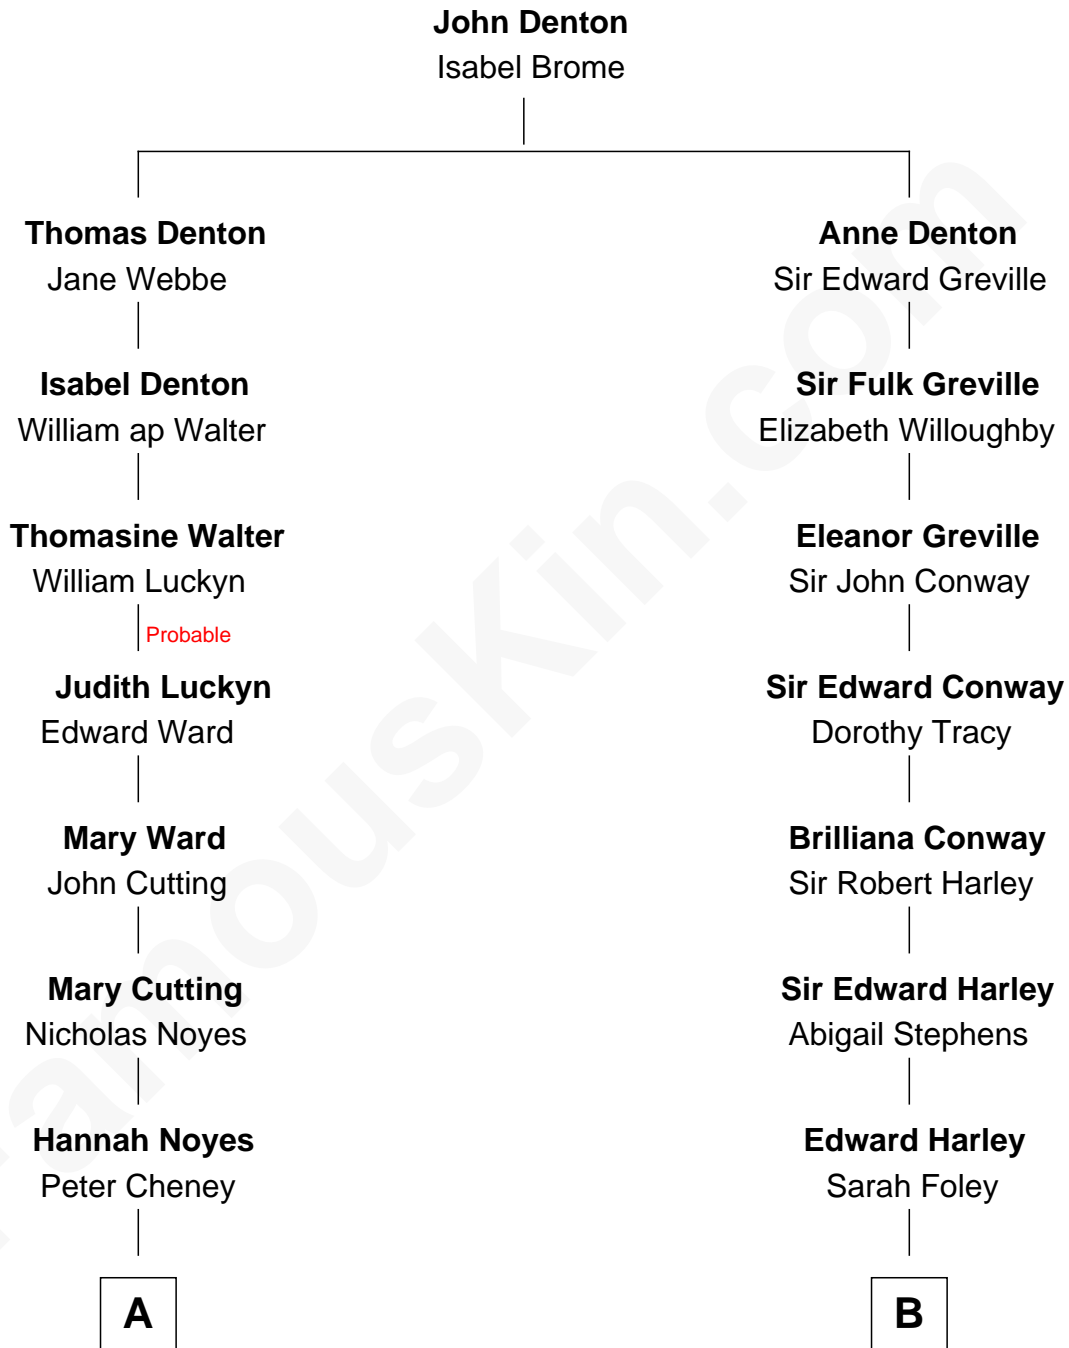 John Denton
Isabel Brome
Thomas Denton
Jane Webbe
Anne Denton
Sir Edward Greville
Isabel Denton
William ap Walter
Sir Fulk Greville
Elizabeth Willoughby
Thomasine Walter
William Luckyn
Eleanor Greville
Sir John Conway
Probable
Judith Luckyn
Edward Ward
Sir Edward Conway
Dorothy Tracy
Mary Ward
John Cutting
Brilliana Conway
Sir Robert Harley
Mary Cutting
Nicholas Noyes
Sir Edward Harley
Abigail Stephens
Hannah Noyes
Peter Cheney
Edward Harley
Sarah Foley
A
B
FamousKin.com